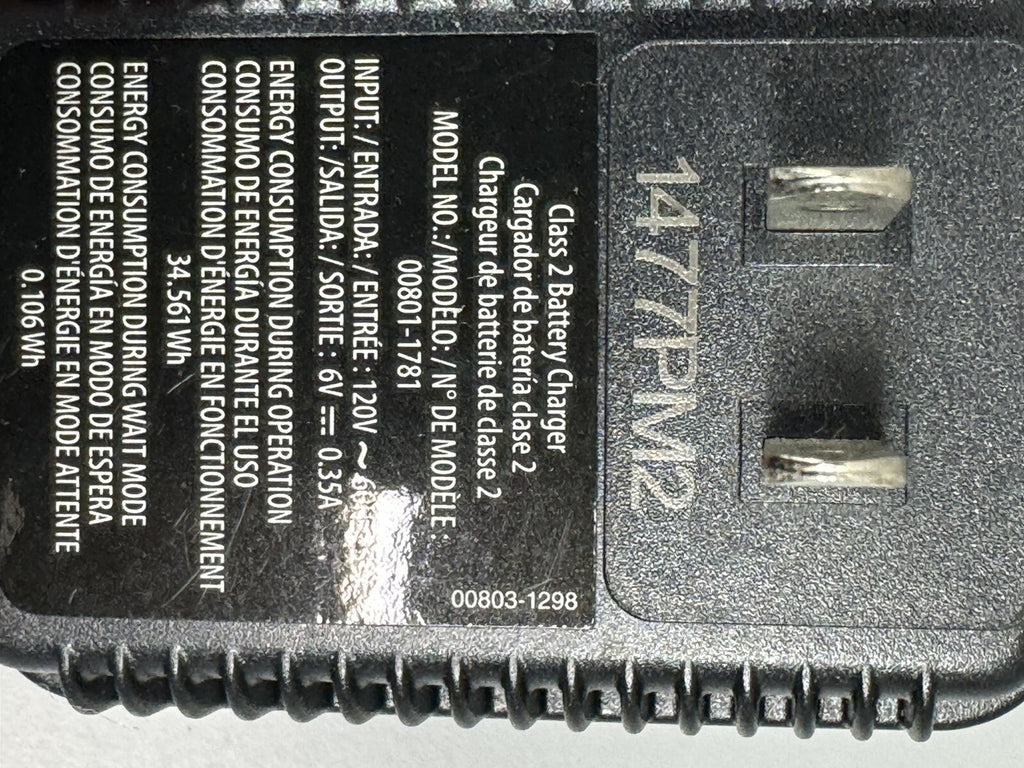 147PM2
Class 2 Battery Charger
Cargador de batería clase 2
Chargeur de batterie de classe 2
MODEL NO.: / MODELO: / N° DE MODÈLE :
00801-1781
INPUT: / ENTRADA: / ENTRÉE : 120V ~
OUTPUT: /SALIDA: / SORTIE : 6V ⎓ 0.35A
ENERGY CONSUMPTION DURING OPERATION
CONSUMO DE ENERGÍA DURANTE EL USO
CONSOMMATION D'ÉNERGIE EN FONCTIONNEMENT
34.561Wh
ENERGY CONSUMPTION DURING WAIT MODE
CONSUMO DE ENERGÍA EN MODO DE ESPERA
CONSOMMATION D'ÉNERGIE EN MODE ATTENTE
0.106Wh
00803-1298